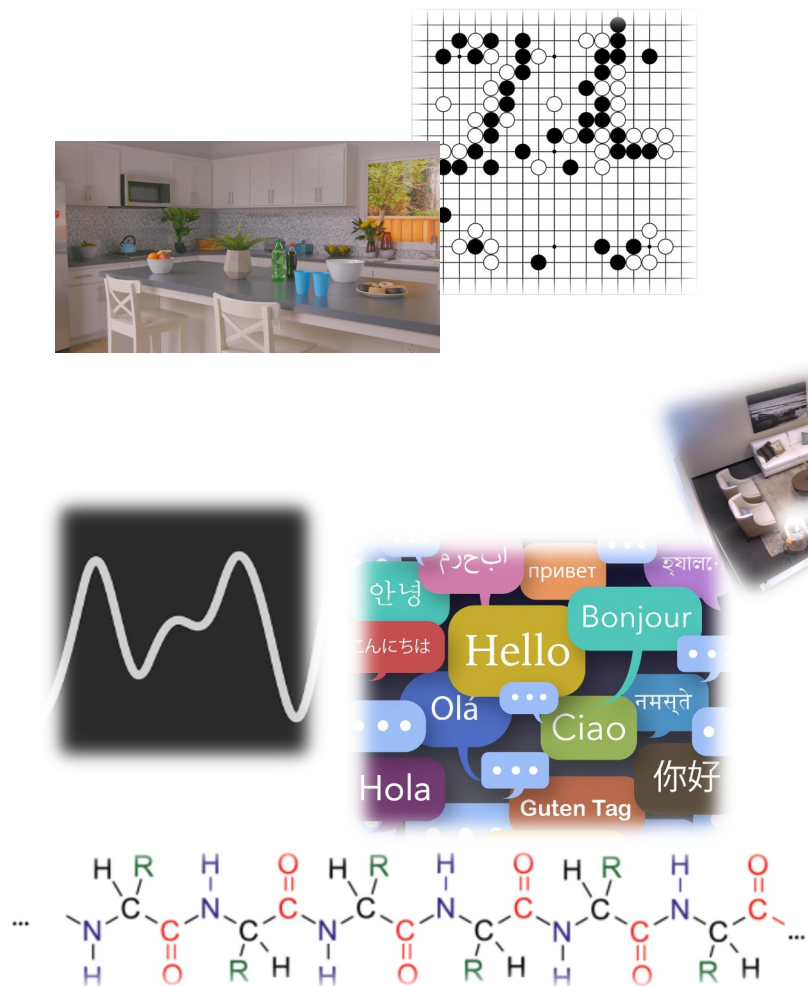 привет
안녕
Bonjour
こんにちは
Hello
Olá
नमस्ते
Ciao
你好
Hola
Guten Tag
H R H O H R H O H R H O
... N C C N C C N C C N C C N C C N C C ...
H O R H H O R H H O R H